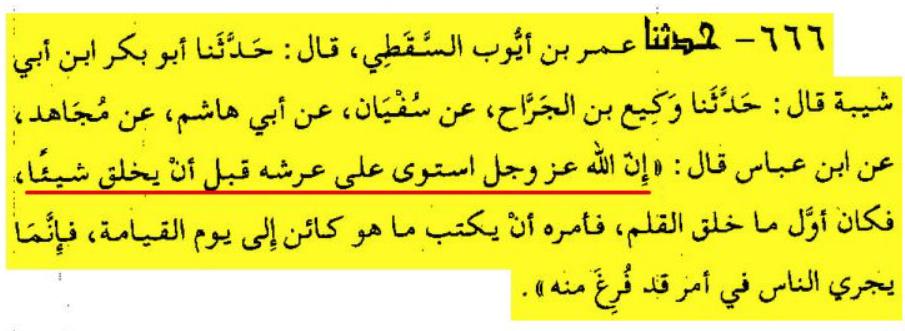 ٦٦٦- حدثنا عمر بن أيُّوب السَّقَطِي، قال: حَدَّثَنا أبو بكر ابن أبي
شيبة قال: حَدَّثَنا وَكِيع بن الجَرَّاح، عن سُفْيَان، عن أبي هاشم، عن مُجَاهد،
عن ابن عباس قال: «إِنّ الله عز وجل استوى على عرشه قبل أنْ يخلق شيئًا،
فكان أوَّل ما خلق القلم، فأمره أنْ يكتب ما هو كائن إِلى يوم القيامة، فإِنَّمَا
يجري الناس في أمر قد فُرِغَ منه».